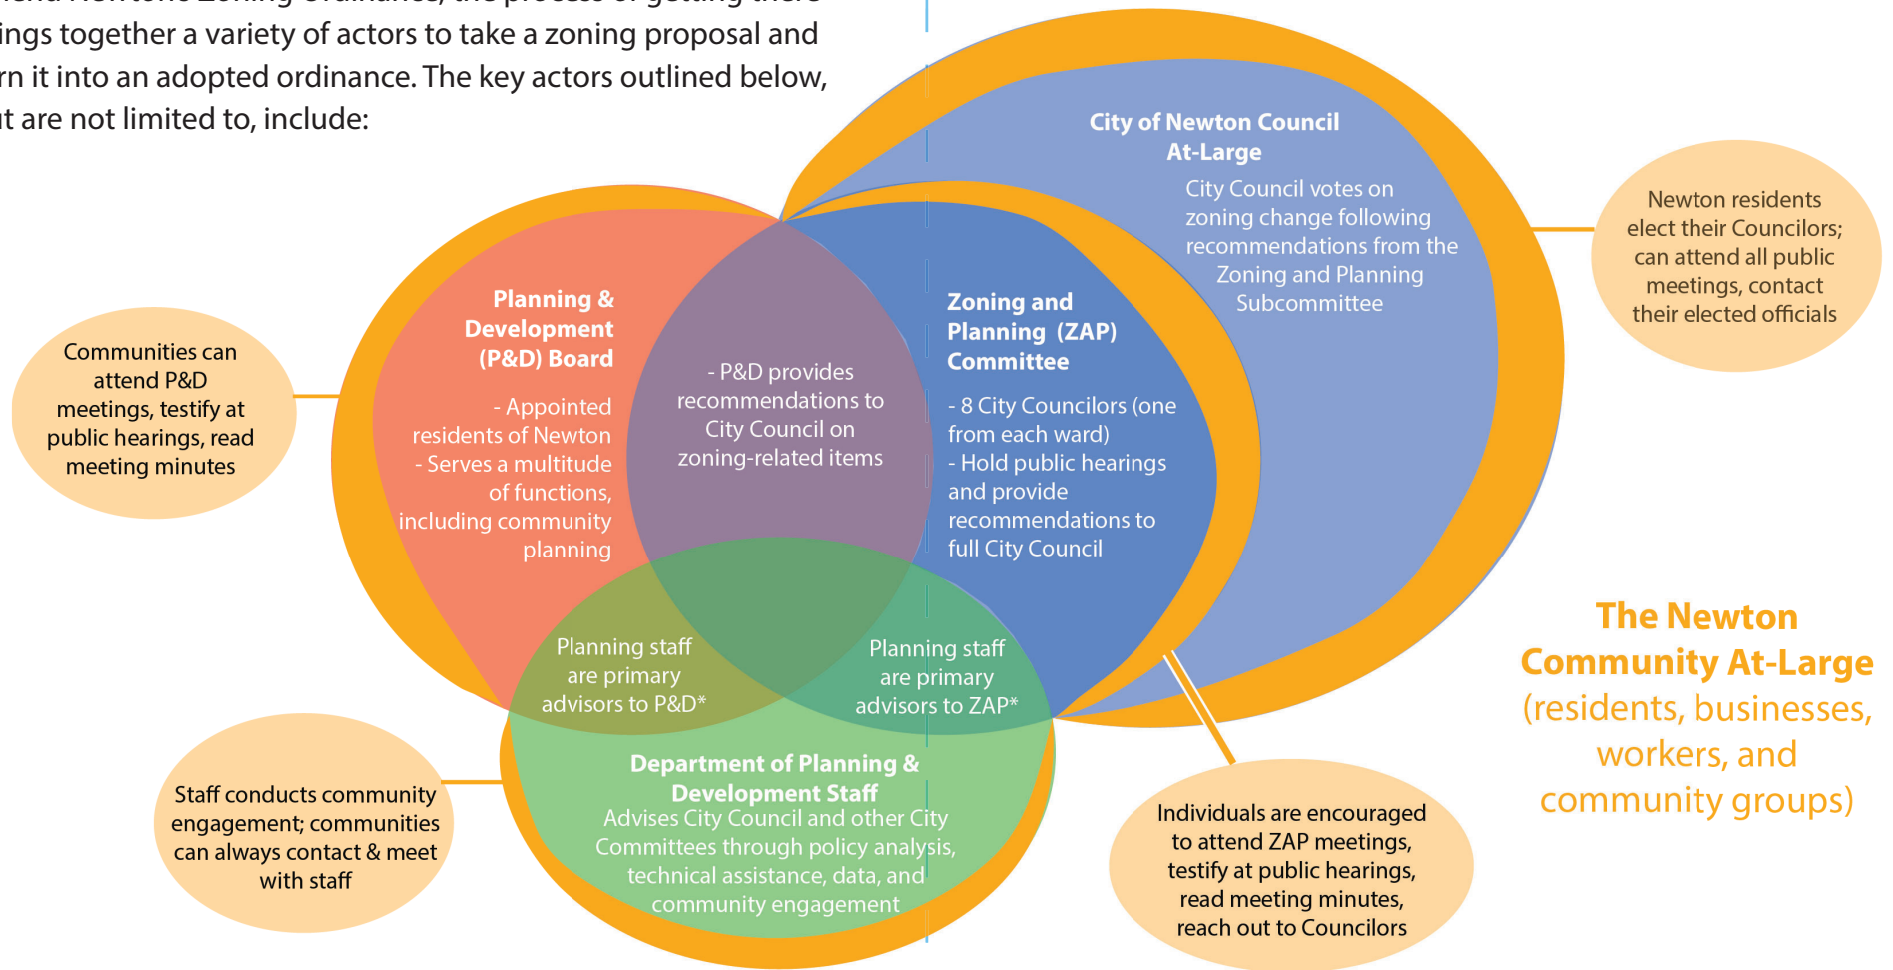 nend Newton's Zoning Ordinance, the process of getting there
ings together a variety of actors to take a zoning proposal and
rn it into an adopted ordinance. The key actors outlined below,
ut are not limited to, include:
City of Newton Council
At-Large
City Council votes on
zoning change following
recommendations from the
Zoning and Planning
Subcommittee
Newton residents
elect their Councilors;
can attend all public
meetings, contact
their elected officials
Planning &
Development
(P&D) Board
- Appointed
residents of Newton
- Serves a multitude
of functions,
including community
planning
- P&D provides
recommendations to
City Council on
zoning-related items
Zoning and
Planning (ZAP)
Committee
- 8 City Councilors (one
from each ward)
- Hold public hearings
and provide
recommendations to
full City Council
Communities can
attend P&D
meetings, testify at
public hearings, read
meeting minutes
Planning staff
are primary
advisors to P&D*
Planning staff
are primary
advisors to ZAP*
The Newton
Community At-Large
(residents, businesses,
workers, and
community groups)
Department of Planning &
Development Staff
Advises City Council and other City
Committees through policy analysis,
technical assistance, data, and
community engagement
Staff conducts community
engagement; communities
can always contact & meet
with staff
Individuals are encouraged
to attend ZAP meetings,
testify at public hearings,
read meeting minutes,
reach out to Councilors